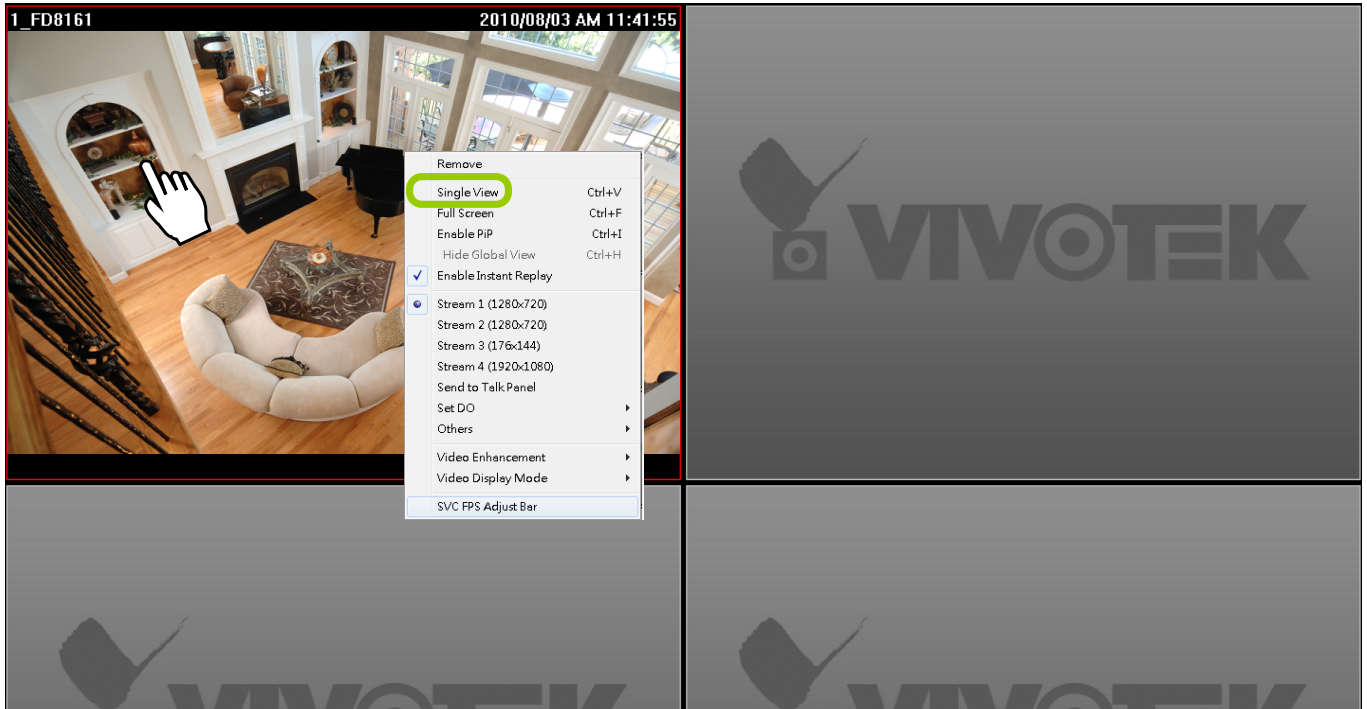 1_FD8161 2010/08/03 AM 11:41:55
VIVOTEK
Remove
Single View Ctrl+V
Full Screen Ctrl+F
Enable PiP Ctrl+I
Hide Global View Ctrl+H
Enable Instant Replay
Stream 1 (1280x720)
Stream 2 (1280x720)
Stream 3 (176x144)
Stream 4 (1920x1080)
Send to Talk Panel
Set DO
Others
Video Enhancement
Video Display Mode
SVC FPS Adjust Bar
VIVOTEK
VIVOTEK